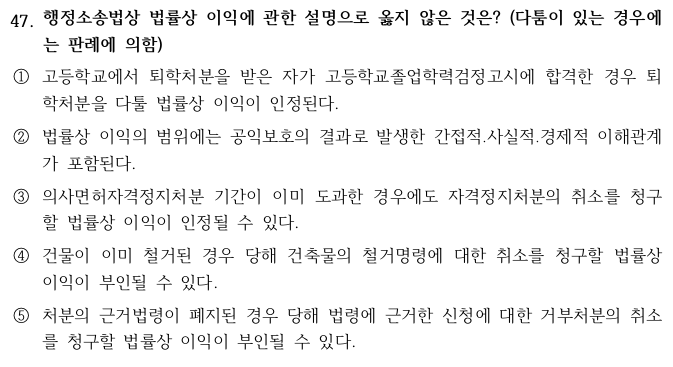 47. 행정소송법상 법률상 이익에 관한 설명으로 옳지 않은 것은? (다툼이 있는 경우에
는 판례에 의함)
① 고등학교에서 퇴학처분을 받은 자가 고등학교졸업학력검정고시에 합격한 경우 퇴
학처분을 다툴 법률상 이익이 인정된다.
② 법률상 이익의 범위에는 공익보호의 결과로 발생한 간접적.사실적.경제적 이해관계
가 포함된다.
③ 의사면허자격정지처분 기간이 이미 도과한 경우에도 자격정지처분의 취소를 청구
할 법률상 이익이 인정될 수 있다.
④ 건물이 이미 철거된 경우 당해 건축물의 철거명령에 대한 취소를 청구할 법률상
이익이 부인될 수 있다.
⑤ 처분의 근거법령이 폐지된 경우 당해 법령에 근거한 신청에 대한 거부처분의 취소
를 청구할 법률상 이익이 부인될 수 있다.